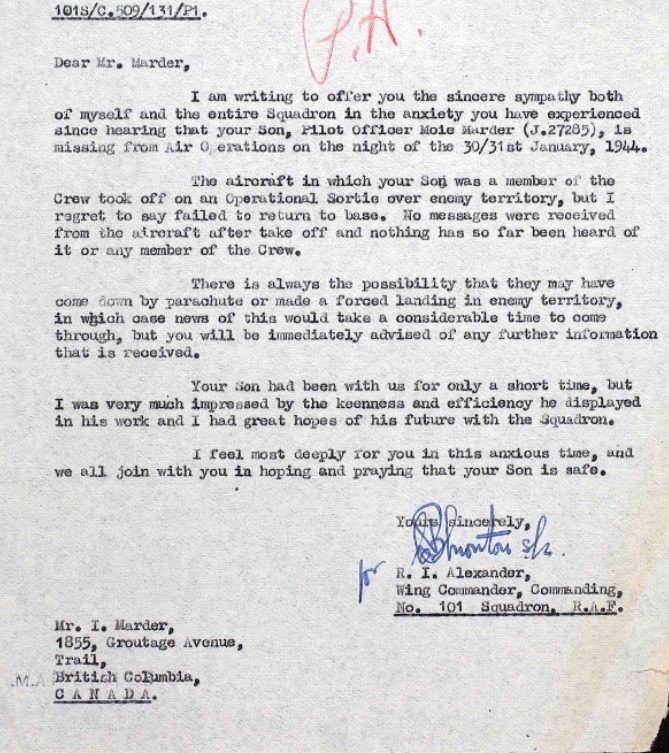 101S/C.509/131/P1.
P.A.
Dear Mr. Marder,
I am writing to offer you the sincere sympathy both
of myself and the entire Squadron in the anxiety you have experienced
since hearing that your Son, Pilot Officer Moie Marder (J.27285), is
missing from Air Operations on the night of the 30/31st January, 1944.
The aircraft in which your Son was a member of the
Crew took off on an Operational Sortie over enemy territory, but I
regret to say failed to return to base. No messages were received
from the aircraft after take off and nothing has so far been heard of
it or any member of the Crew.
There is always the possibility that they may have
come down by parachute or made a forced landing in enemy territory,
in which case news of this would take a considerable time to come
through, but you will be immediately advised of any further information
that is received.
Your Son had been with us for only a short time, but
I was very much impressed by the keenness and efficiency he displayed
in his work and I had great hopes of his future with the Squadron.
I feel most deeply for you in this anxious time, and
we all join with you in hoping and praying that your Son is safe.
Yours sincerely,
for
R. I. Alexander,
Wing Commander, Commanding,
No. 101 Squadron, R.A.F.
Mr. I. Marder,
1855, Groutage Avenue,
Trail,
British Columbia,
C A N A D A.